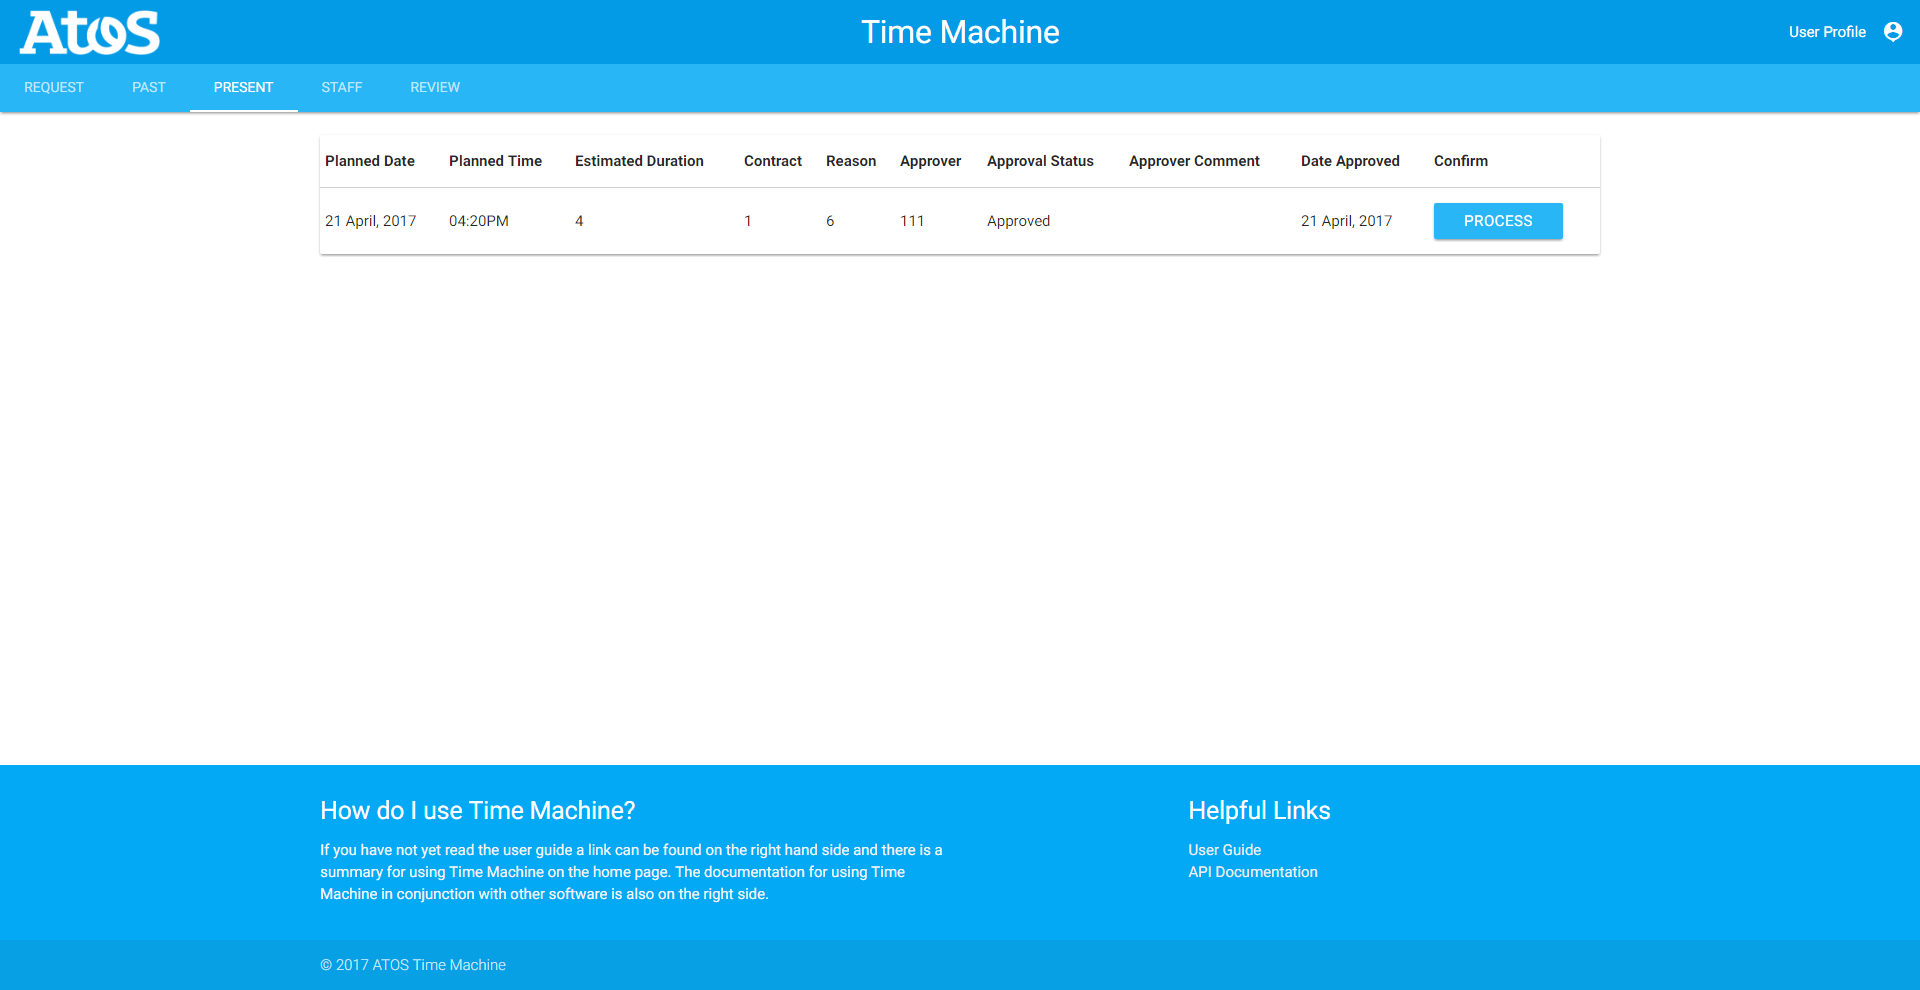 Atos
Time Machine
User Profile
REQUEST PAST PRESENT STAFF REVIEW
Planned Date Planned Time Estimated Duration Contract Reason Approver Approval Status Approver Comment Date Approved Confirm
21 April, 2017 04:20PM 4 1 6 111 Approved 21 April, 2017 PROCESS
How do I use Time Machine?
If you have not yet read the user guide a link can be found on the right hand side and there is a
summary for using Time Machine on the home page. The documentation for using Time
Machine in conjunction with other software is also on the right side.
Helpful Links
User Guide
API Documentation
© 2017 ATOS Time Machine